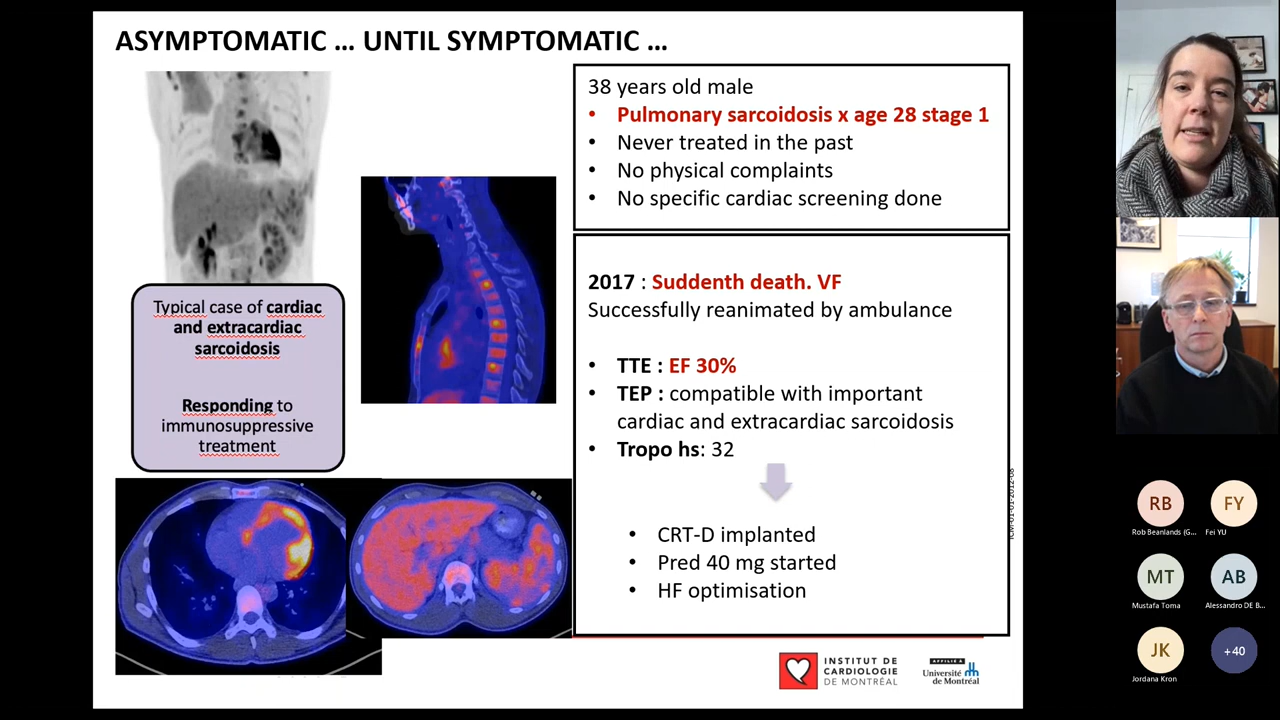 ASYMPTOMATIC … UNTIL SYMPTOMATIC …
38 years old male
• Pulmonary sarcoidosis x age 28 stage 1
• Never treated in the past
• No physical complaints
• No specific cardiac screening done
Typical case of cardiac
and extracardiac
sarcoidosis
Responding to
immunosuppressive
treatment
2017 : Suddenth death. VF
Successfully reanimated by ambulance
• TTE : EF 30%
• TEP : compatible with important
cardiac and extracardiac sarcoidosis
• Tropo hs: 32
• CRT-D implanted
• Pred 40 mg started
• HF optimisation
INSTITUT DE
CARDIOLOGIE
DE MONTRÉAL
AFFILIÉ À
Université
de Montréal
RB
Rob Beanlands (G...
FY
Fei YU
MT
Mustafa Toma
AB
Alessandro DE B...
JK
Jordana Kron
+40